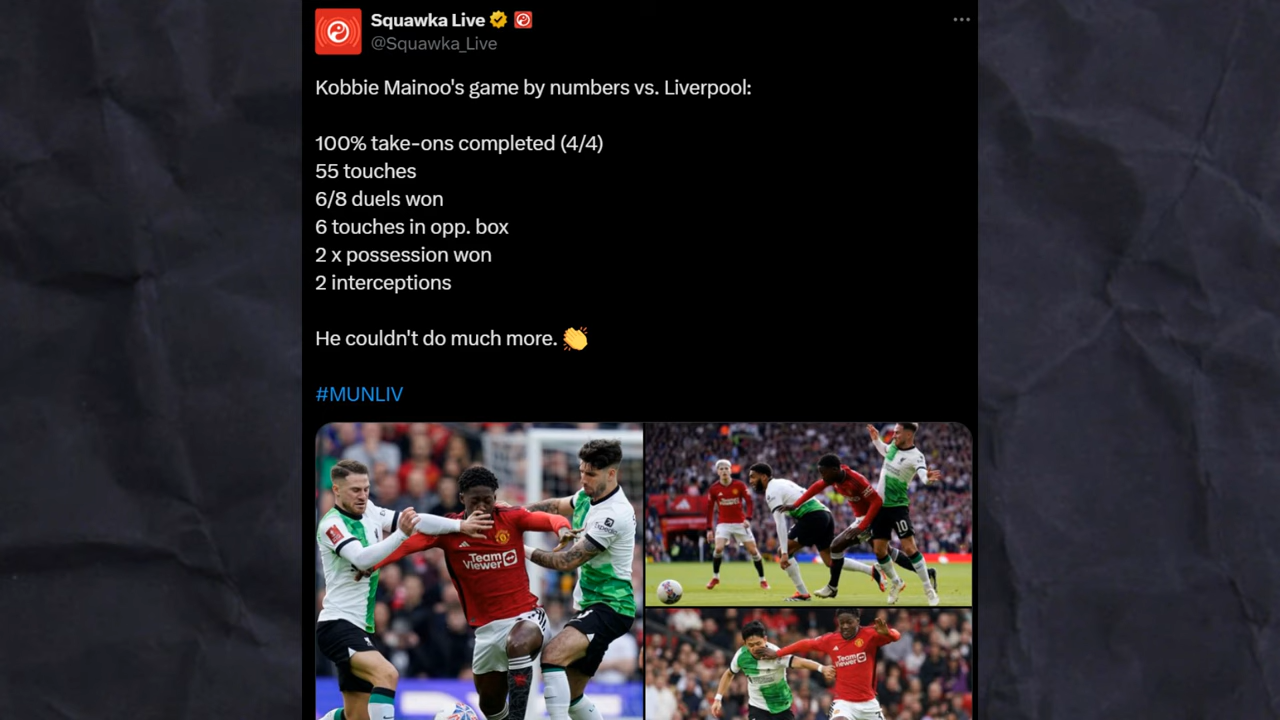 Squawka Live
@Squawka_Live
Kobbie Mainoo's game by numbers vs. Liverpool:
100% take-ons completed (4/4)
55 touches
6/8 duels won
6 touches in opp. box
2 x possession won
2 interceptions
He couldn't do much more. 👏
#MUNLIV
Team
Viewer
10
Team
Viewer